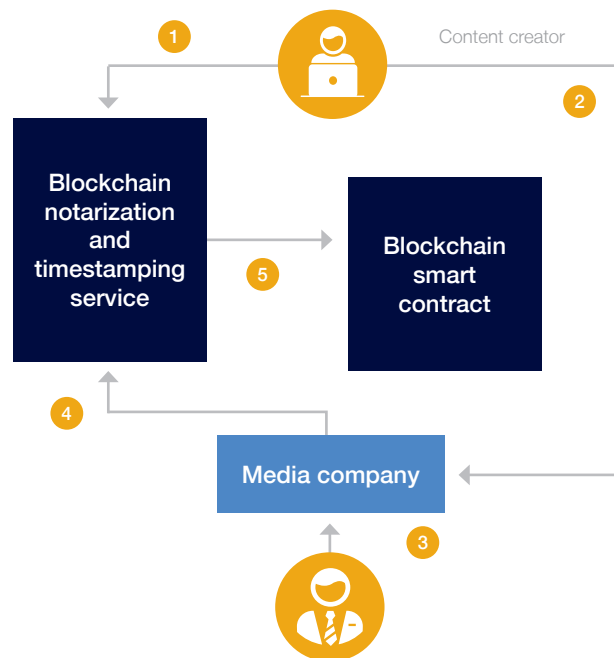 1
Content creator
2
Blockchain
notarization
and
timestamping
service
5
Blockchain
smart
contract
4
Media company
3